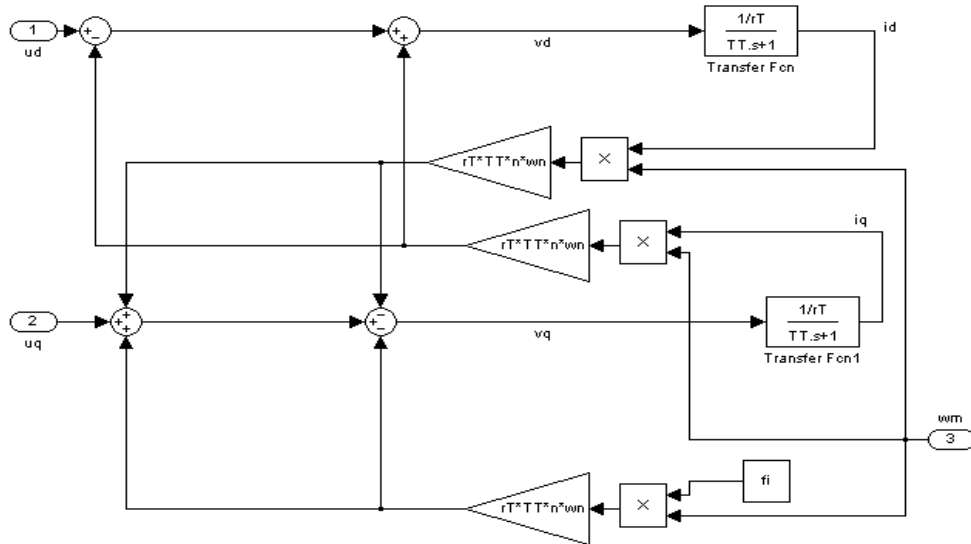 1
ud
+
−
+
+
vd
1/rT
TT.s+1
Transfer Fcn
id
rT*TT*n*wn
×
rT*TT*n*wn
×
iq
2
uq
+
+
+
−
+
−
vq
1/rT
TT.s+1
Transfer Fcn1
wm
3
fi
rT*TT*n*wn
×